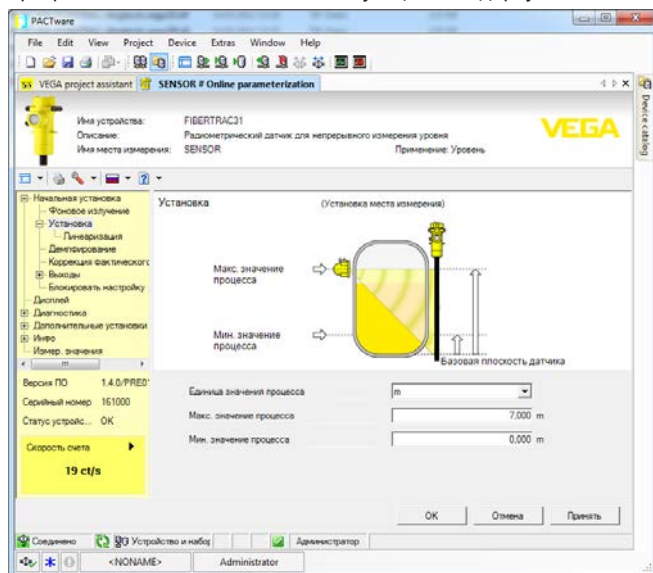 PACTware
File Edit View Project Device Extras Window Help
VEGA project assistant SENSOR # Online parameterization
Device catalog
Имя устройства: FIBERTRAC31
Описание: Радиометрический датчик для непрерывного измерения уровня
Имя места измерения: SENSOR Применение: Уровень
VEGA
Начальная установка
Фоновое излучение
Установка
Линеаризация
Демпфирование
Коррекция фактического
Выходы
Блокировать настройку
Дисплей
Диагностика
Дополнительные установки
Инфо
Измер. значения
Установка (Установка места измерения)
Макс. значение
процесса
Мин. значение
процесса
Базовая плоскость датчика
Версия ПО 1.4.0/PRE0
Серийный номер 161000
Статус устройс... OK
Скорость счета
19 ct/s
Единица значения процесса m
Макс. значение процесса 7,000 m
Мин. значение процесса 0,000 m
OK Отмена Принять
Соединено Устройство и набор Администратор
<NONAME> Administrator